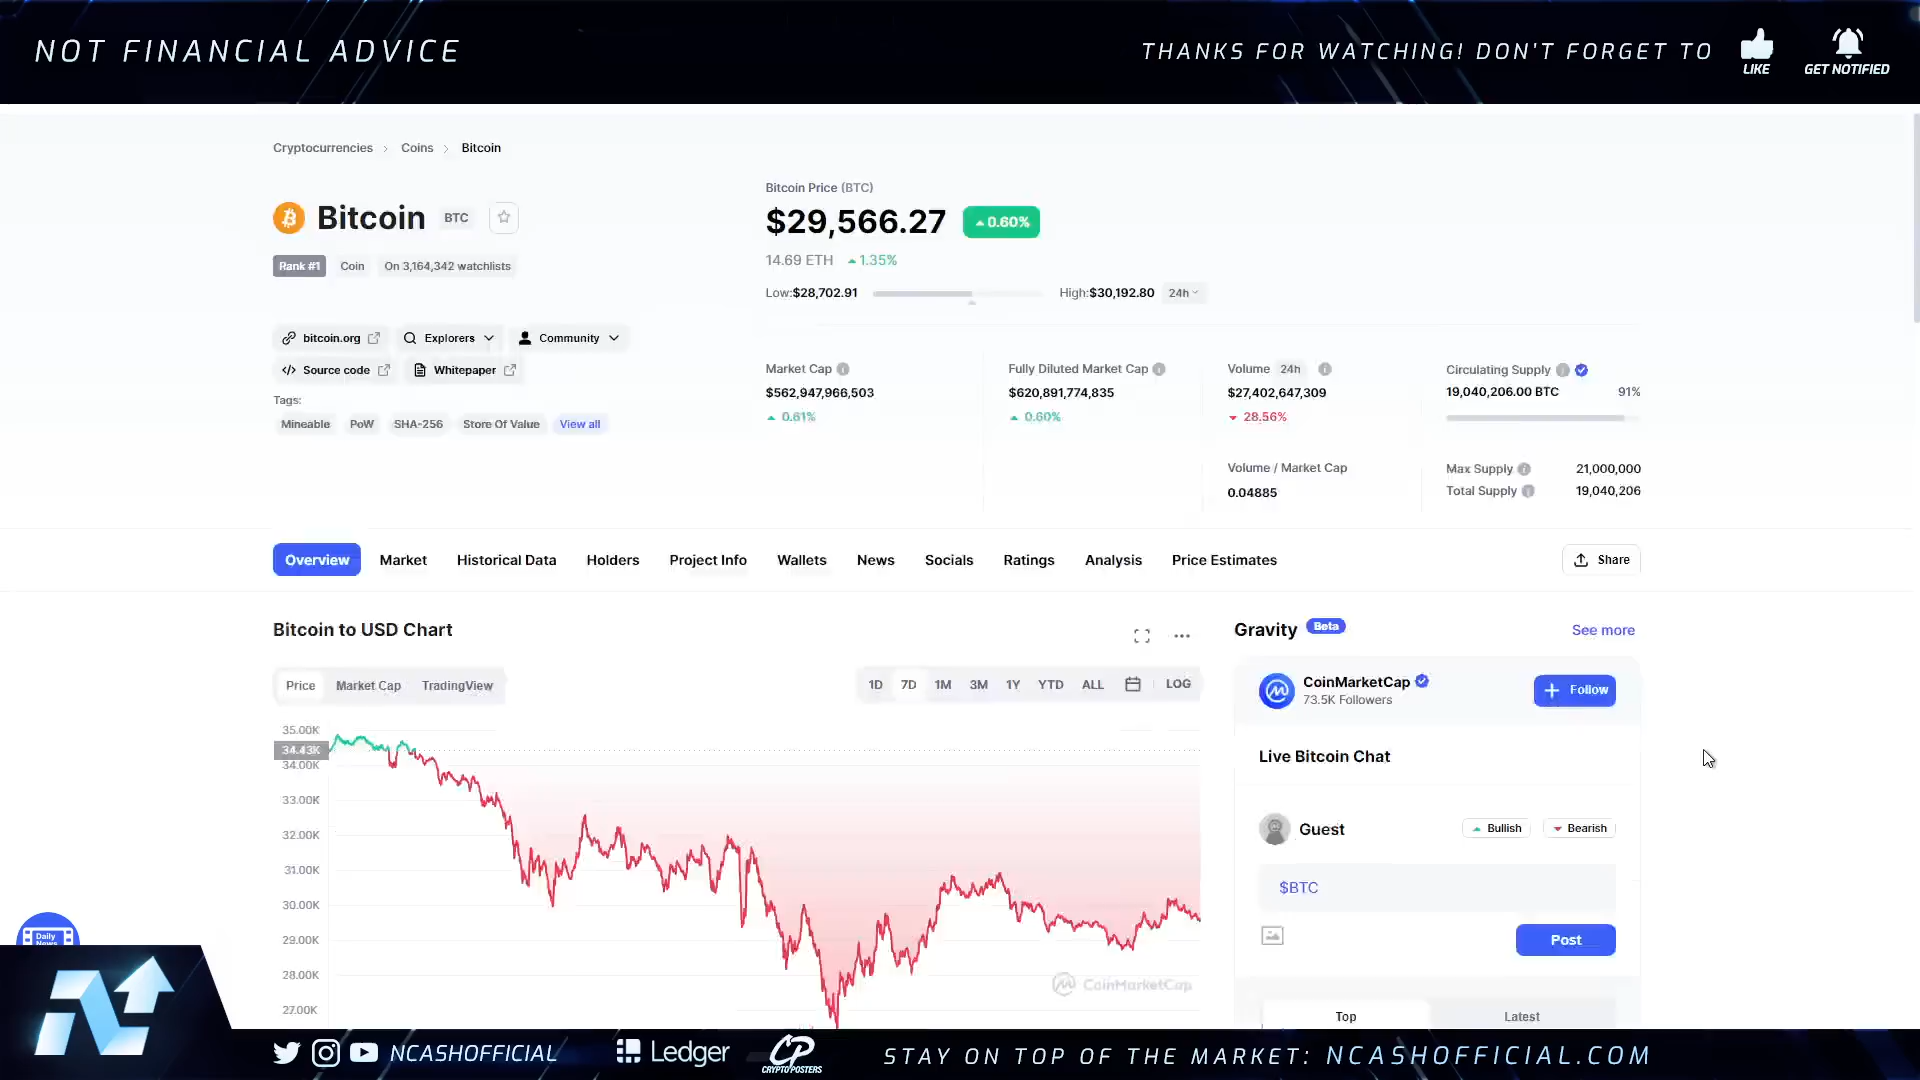 NOT FINANCIAL ADVICE
THANKS FOR WATCHING! DON'T FORGET TO
LIKE
GET NOTIFIED
Cryptocurrencies > Coins > Bitcoin
Bitcoin BTC
Rank #1 Coin On 3,164,342 watchlists
bitcoin.org Explorers Community
Source code Whitepaper
Tags:
Mineable PoW SHA-256 Store Of Value View all
Bitcoin Price (BTC)
$29,566.27 0.60%
14.69 ETH 1.35%
Low:$28,702.91 High:$30,192.80 24h
Market Cap
$562,947,966,503
0.61%
Fully Diluted Market Cap
$620,891,774,835
0.60%
Volume 24h
$27,402,647,309
28.56%
Volume / Market Cap
0.04885
Circulating Supply
19,040,206.00 BTC 91%
Max Supply 21,000,000
Total Supply 19,040,206
Overview Market Historical Data Holders Project Info Wallets News Socials Ratings Analysis Price Estimates
Share
Bitcoin to USD Chart
Price Market Cap TradingView
1D 7D 1M 3M 1Y YTD ALL LOG
35.00K
34.43K
34.00K
33.00K
32.00K
31.00K
30.00K
29.00K
28.00K
27.00K
CoinMarketCap
Gravity Beta See more
CoinMarketCap
73.5K Followers
Follow
Live Bitcoin Chat
Guest Bullish Bearish
$BTC
Post
Top Latest
Daily
News
NCASHOFFICIAL
Ledger
CP
CRYPTOPOSTERS
STAY ON TOP OF THE MARKET: NCASHOFFICIAL.COM